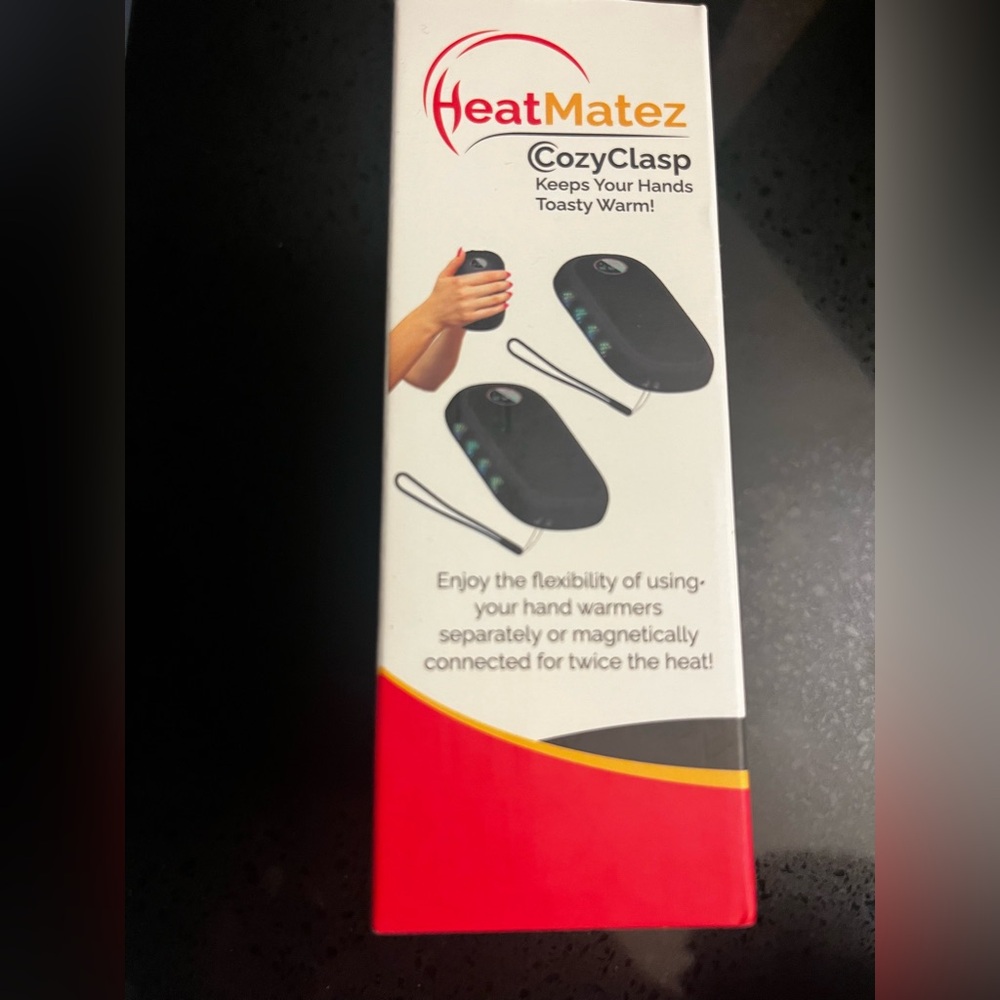 HeatMatez
CozyClasp
Keeps Your Hands
Toasty Warm!
Enjoy the flexibility of using
your hand warmers
separately or magnetically
connected for twice the heat!